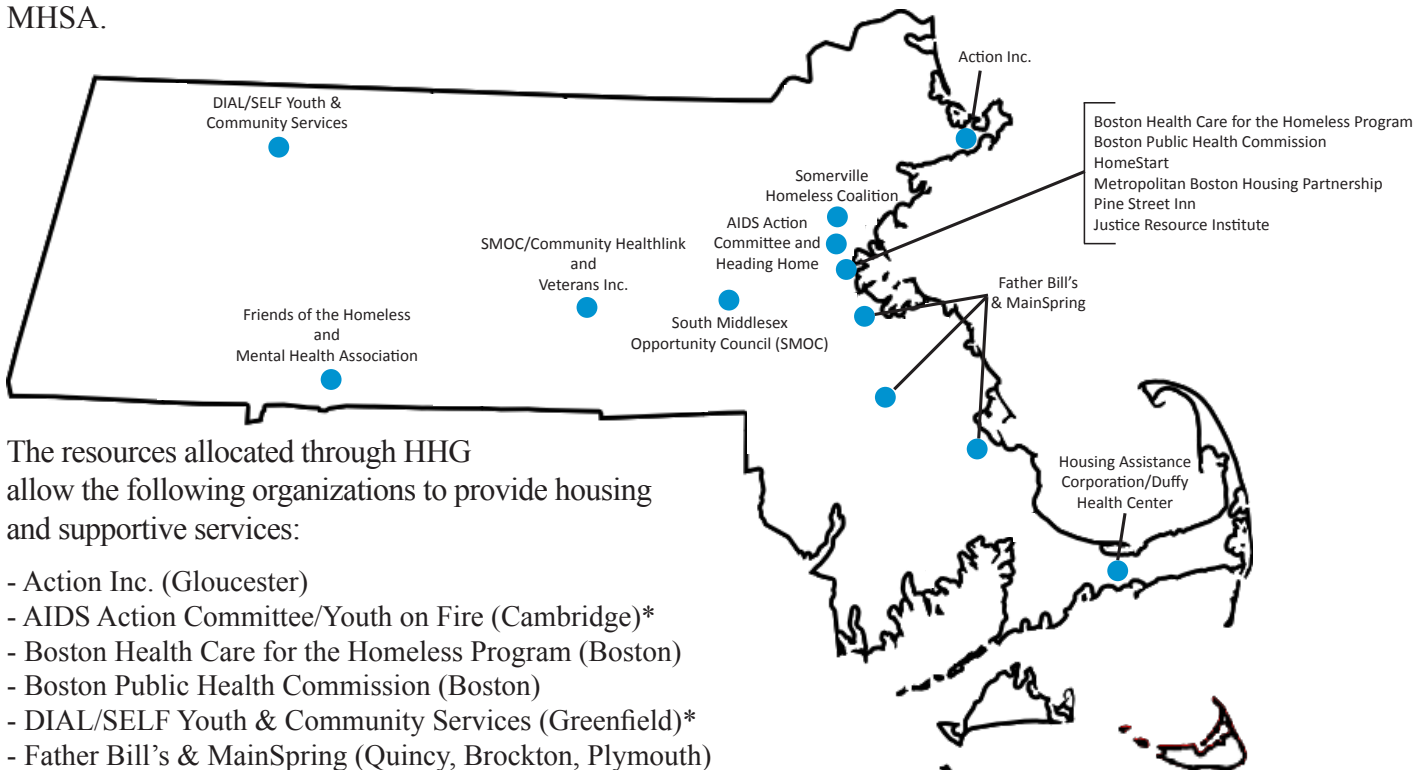 MHSA.
Action Inc.
DIAL/SELF Youth &
Community Services
Boston Health Care for the Homeless Program
Boston Public Health Commission
HomeStart
Metropolitan Boston Housing Partnership
Pine Street Inn
Justice Resource Institute
Somerville
Homeless Coalition
AIDS Action
Committee and
Heading Home
SMOC/Community Healthlink
and
Veterans Inc.
Father Bill’s
& MainSpring
Friends of the Homeless
and
Mental Health Association
South Middlesex
Opportunity Council (SMOC)
Housing Assistance
Corporation/Duffy
Health Center
The resources allocated through HHG
allow the following organizations to provide housing
and supportive services:
- Action Inc. (Gloucester)
- AIDS Action Committee/Youth on Fire (Cambridge)*
- Boston Health Care for the Homeless Program (Boston)
- Boston Public Health Commission (Boston)
- DIAL/SELF Youth & Community Services (Greenfield)*
- Father Bill’s & MainSpring (Quincy, Brockton, Plymouth)